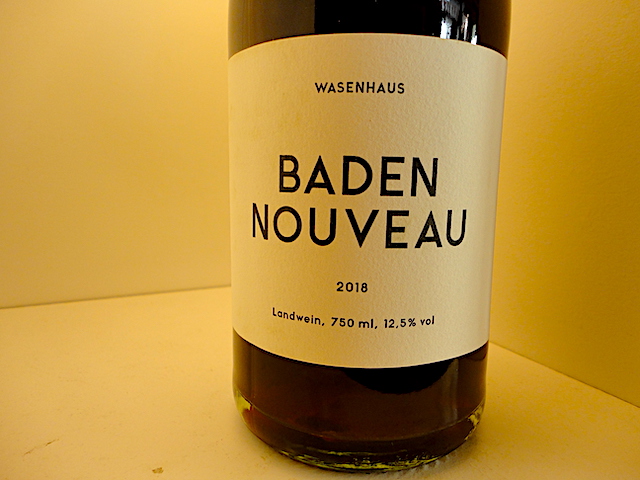 WASENHAUS
BADEN
NOUVEAU
2018
Landwein, 750 ml, 12,5% vol